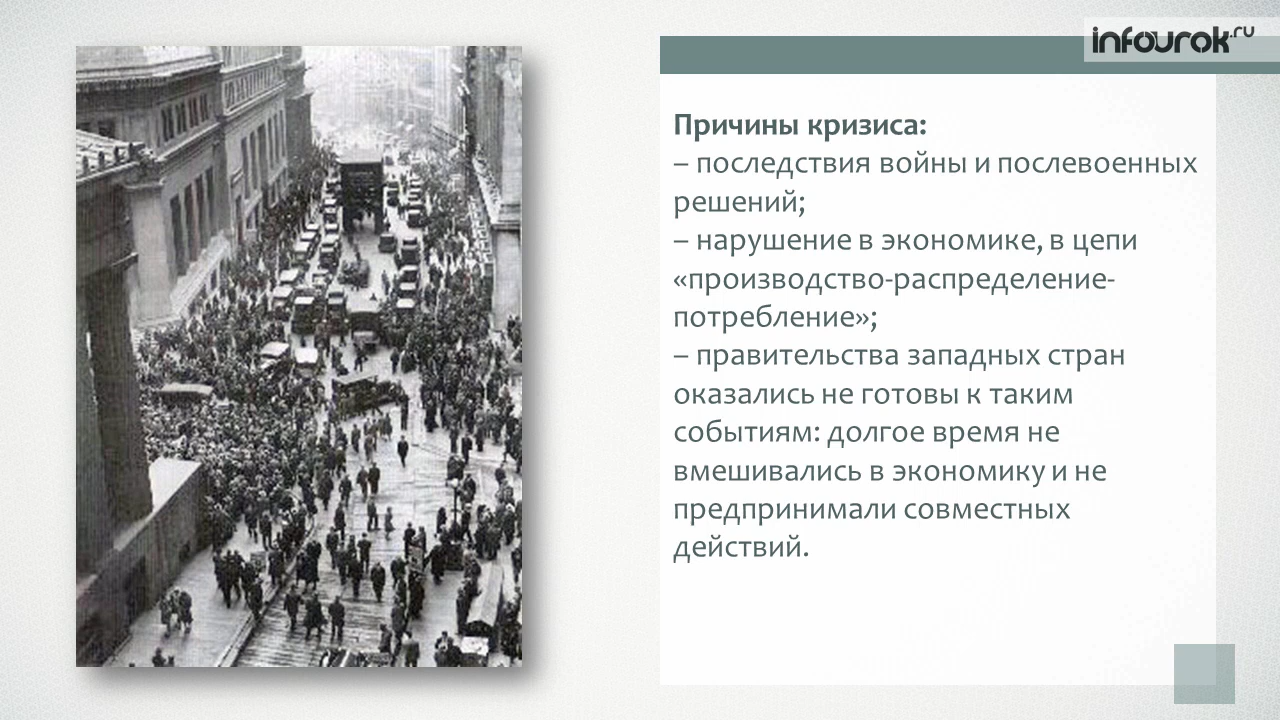 infourok.ru
Причины кризиса:
– последствия войны и послевоенных
решений;
– нарушение в экономике, в цепи
«производство-распределение-
потребление»;
– правительства западных стран
оказались не готовы к таким
событиям: долгое время не
вмешивались в экономику и не
предпринимали совместных
действий.